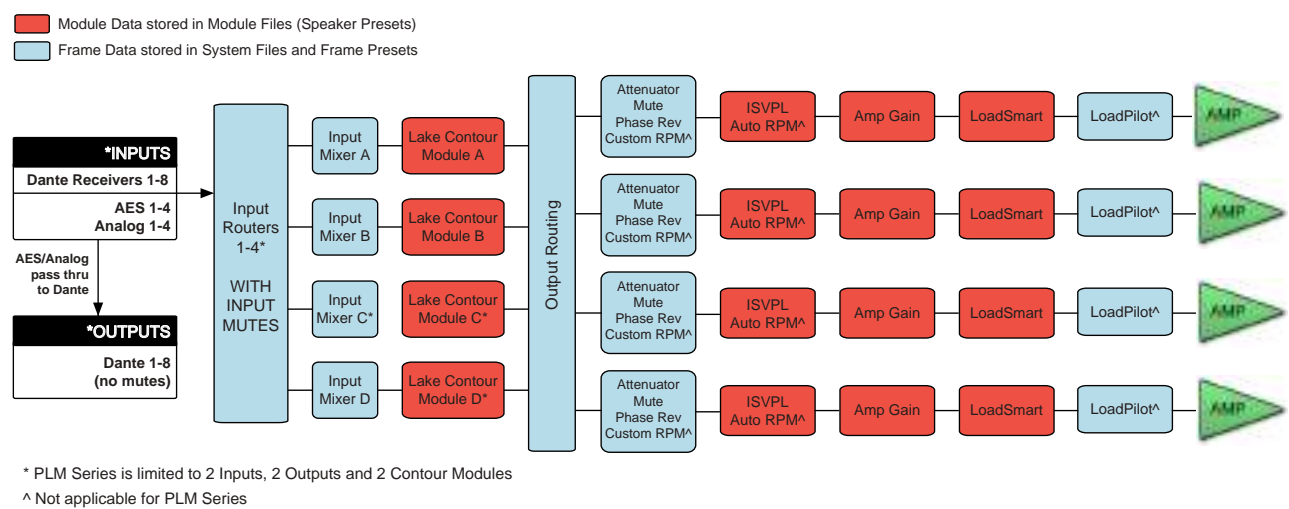 Module Data stored in Module Files (Speaker Presets)
Frame Data stored in System Files and Frame Presets
*INPUTS
Dante Receivers 1-8
AES 1-4
Analog 1-4
AES/Analog
pass thru
to Dante
*OUTPUTS
Dante 1-8
(no mutes)
Input
Routers
1-4*
WITH
INPUT
MUTES
Input
Mixer A
Lake Contour
Module A
Input
Mixer B
Lake Contour
Module B
Input
Mixer C*
Lake Contour
Module C*
Input
Mixer D
Lake Contour
Module D*
Output Routing
Attenuator
Mute
Phase Rev
Custom RPM^
ISVPL
Auto RPM^
Amp Gain
LoadSmart
LoadPilot^
AMP
Attenuator
Mute
Phase Rev
Custom RPM^
ISVPL
Auto RPM^
Amp Gain
LoadSmart
LoadPilot^
AMP
Attenuator
Mute
Phase Rev
Custom RPM^
ISVPL
Auto RPM^
Amp Gain
LoadSmart
LoadPilot^
AMP
Attenuator
Mute
Phase Rev
Custom RPM^
ISVPL
Auto RPM^
Amp Gain
LoadSmart
LoadPilot^
AMP
* PLM Series is limited to 2 Inputs, 2 Outputs and 2 Contour Modules
^ Not applicable for PLM Series